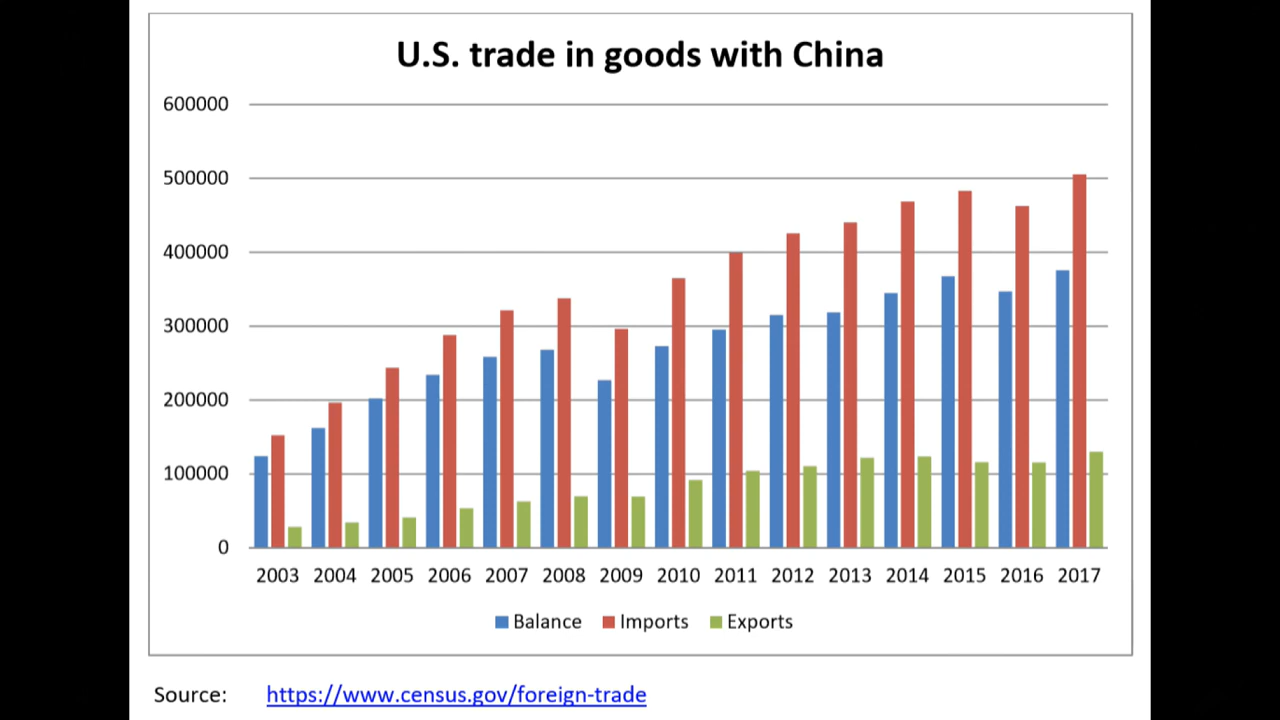 U.S. trade in goods with China
600000
500000
400000
300000
200000
100000
0
2003 2004 2005 2006 2007 2008 2009 2010 2011 2012 2013 2014 2015 2016 2017
Balance Imports Exports
Source: https://www.census.gov/foreign-trade